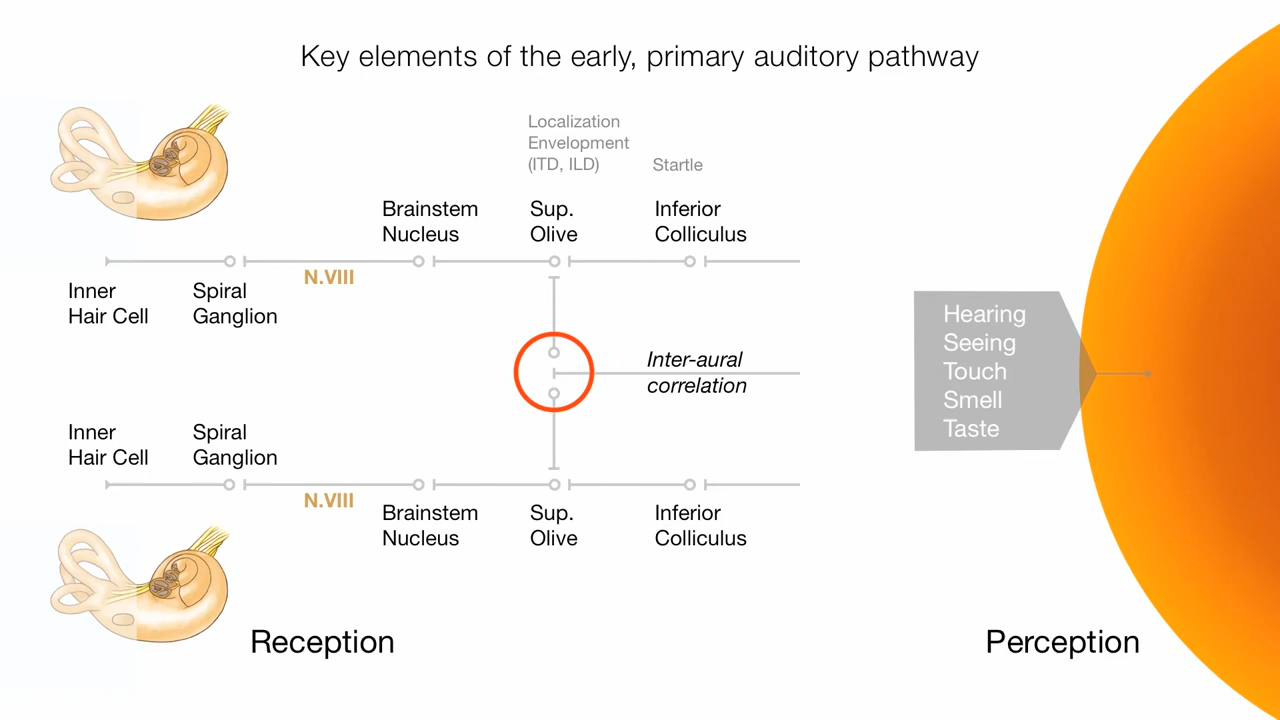 Key elements of the early, primary auditory pathway
Localization
Envelopment
(ITD, ILD)
Startle
Brainstem
Nucleus
Sup.
Olive
Inferior
Colliculus
N.VIII
Inner
Hair Cell
Spiral
Ganglion
Inter-aural
correlation
Hearing
Seeing
Touch
Smell
Taste
Inner
Hair Cell
Spiral
Ganglion
N.VIII
Brainstem
Nucleus
Sup.
Olive
Inferior
Colliculus
Reception
Perception